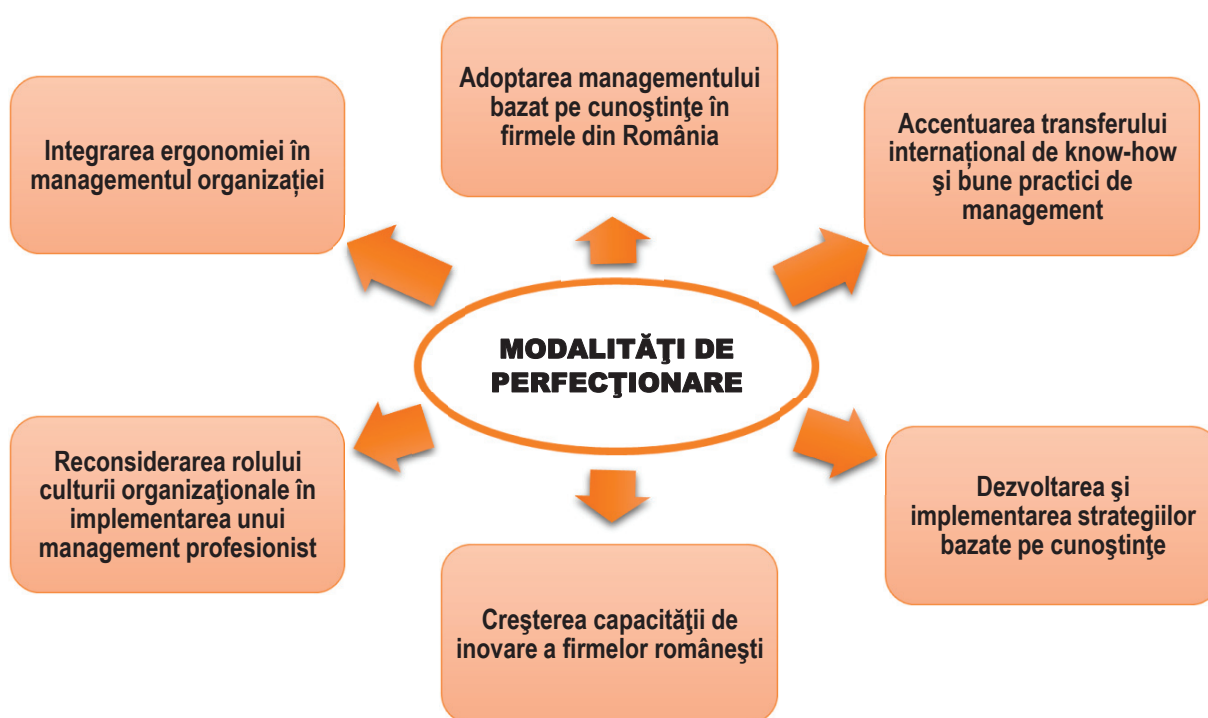 Adoptarea managementului
bazat pe cunoştinţe în
firmele din România
Integrarea ergonomiei în
managementul organizației
Accentuarea transferului
internațional de know-how
şi bune practici de
management
MODALITĂŢI DE
PERFECŢIONARE
Reconsiderarea rolului
culturii organizaţionale în
implementarea unui
management profesionist
Dezvoltarea şi
implementarea strategiilor
bazate pe cunoştinţe
Creşterea capacităţii de
inovare a firmelor româneşti